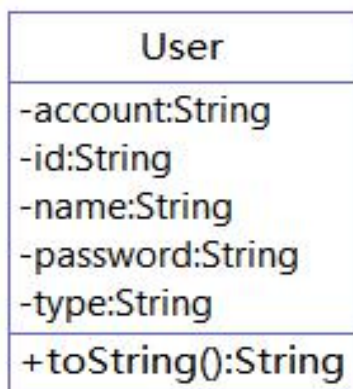 User
-account:String
-id:String
-name:String
-password:String
-type:String
+toString():String